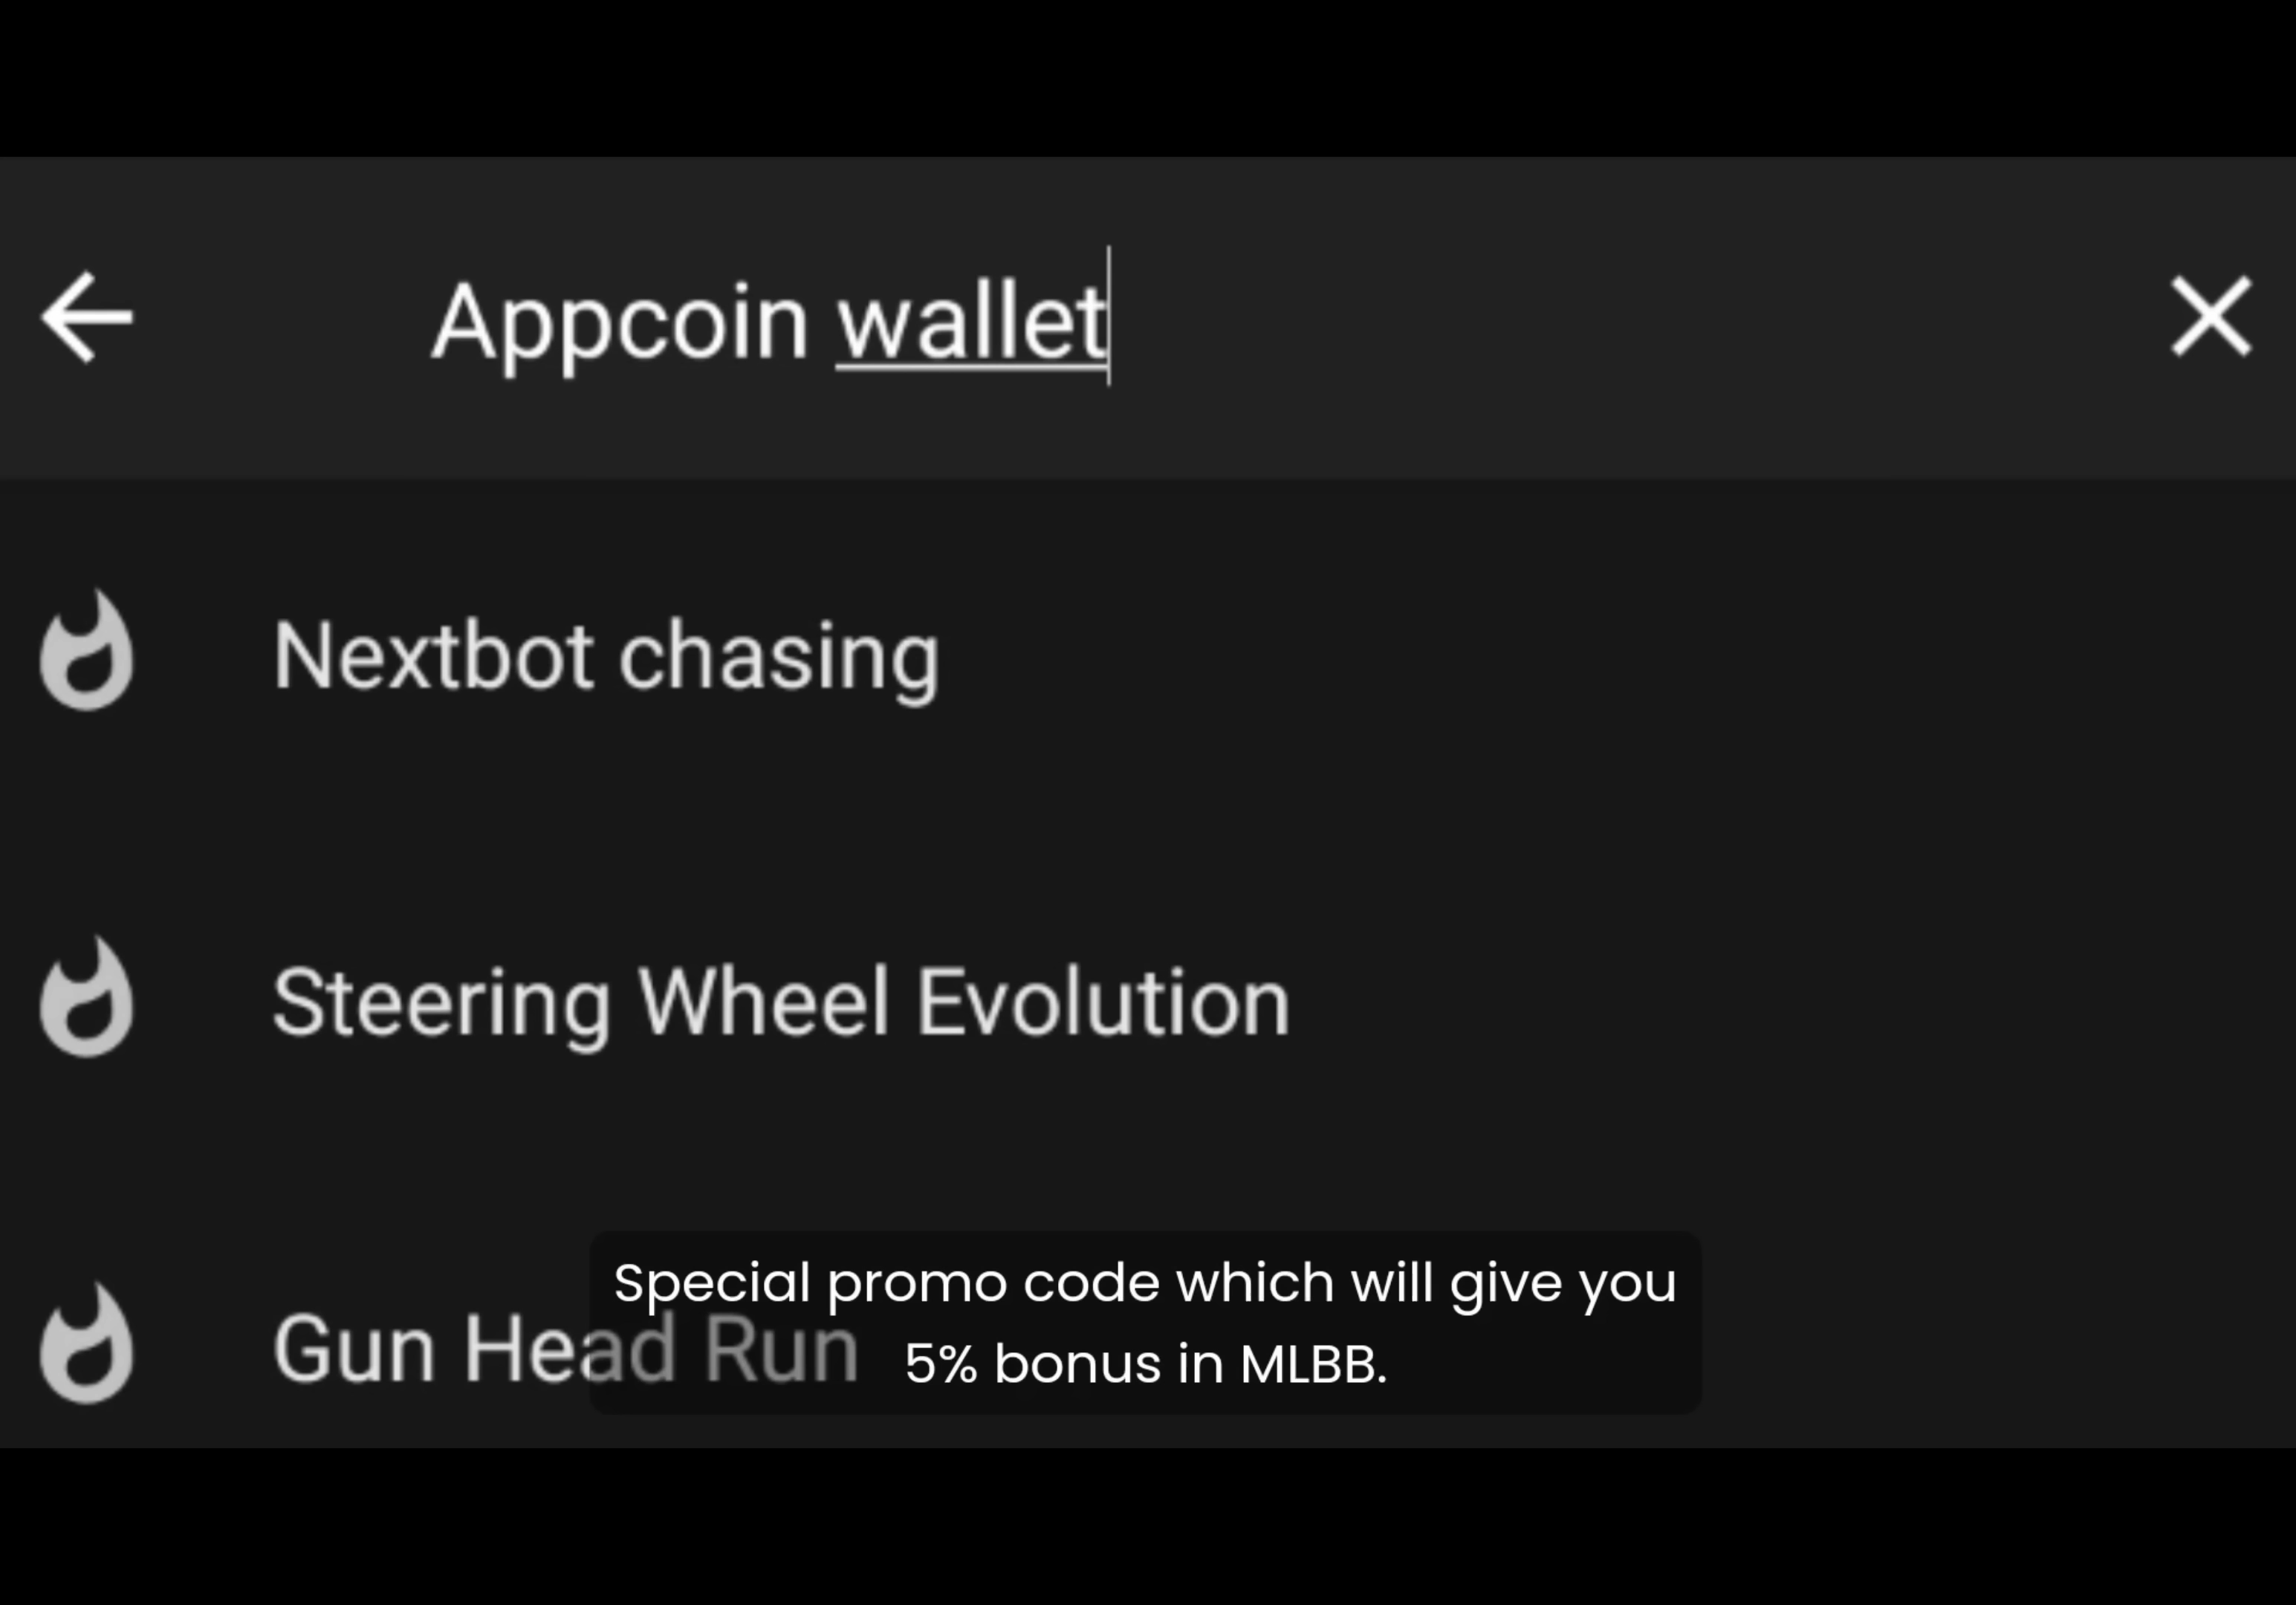 Appcoin wallet
Nextbot chasing
Steering Wheel Evolution
Gun Head Run
Special promo code which will give you
5% bonus in MLBB.